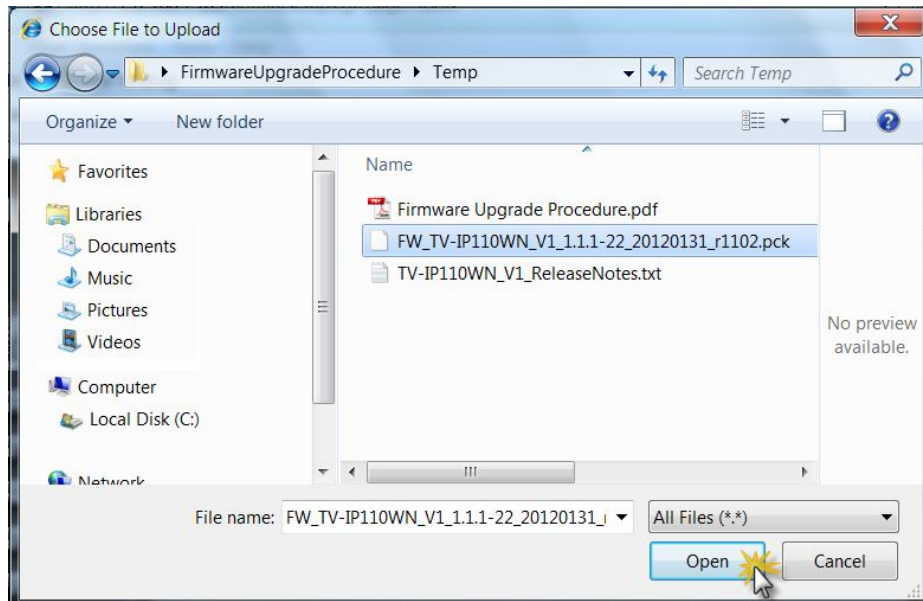 Choose File to Upload
FirmwareUpgradeProcedure Temp Search Temp
Organize New folder
Favorites
Libraries
Documents
Music
Pictures
Videos
Computer
Local Disk (C:)
Network
Name
Firmware Upgrade Procedure.pdf
FW_TV-IP110WN_V1_1.1.1-22_20120131_r1102.pck
TV-IP110WN_V1_ReleaseNotes.txt
No preview
available.
File name: FW_TV-IP110WN_V1_1.1.1-22_20120131_ All Files (*.*)
Open Cancel